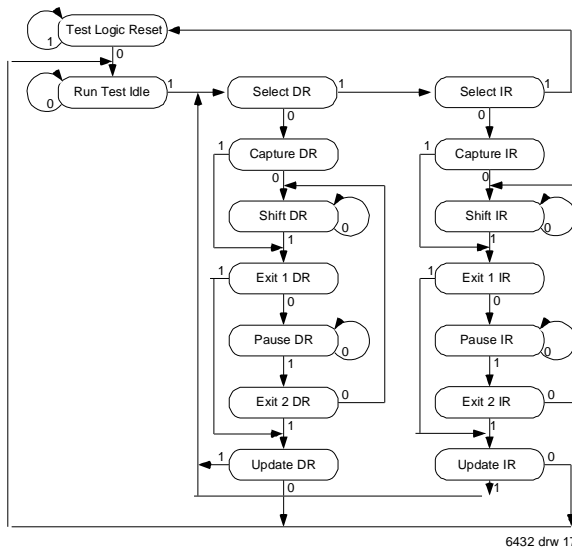 Test Logic Reset
1
0
Run Test Idle
0
1
Select DR
1
Select IR
1
0
0
1
Capture DR
1
Capture IR
0
0
Shift DR
0
Shift IR
0
1
1
1
Exit 1 DR
1
Exit 1 IR
0
0
Pause DR
0
Pause IR
0
1
1
Exit 2 DR
0
Exit 2 IR
0
1
1
1
Update DR
Update IR
0
0
1
6432 drw 17